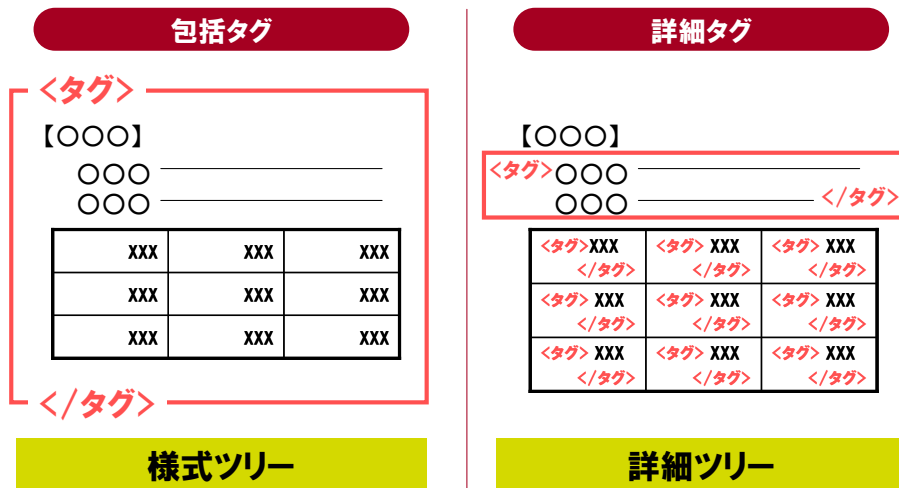 包括タグ
<タグ>
【〇〇〇】
〇〇〇
〇〇〇
XXX XXX XXX
XXX XXX XXX
XXX XXX XXX
</タグ>
様式ツリー
詳細タグ
【〇〇〇】
<タグ>〇〇〇
〇〇〇 </タグ>
<タグ>XXX <タグ> XXX <タグ> XXX
</タグ> </タグ> </タグ>
<タグ> XXX <タグ> XXX <タグ> XXX
</タグ> </タグ> </タグ>
<タグ> XXX <タグ> XXX <タグ> XXX
</タグ> </タグ> </タグ>
詳細ツリー